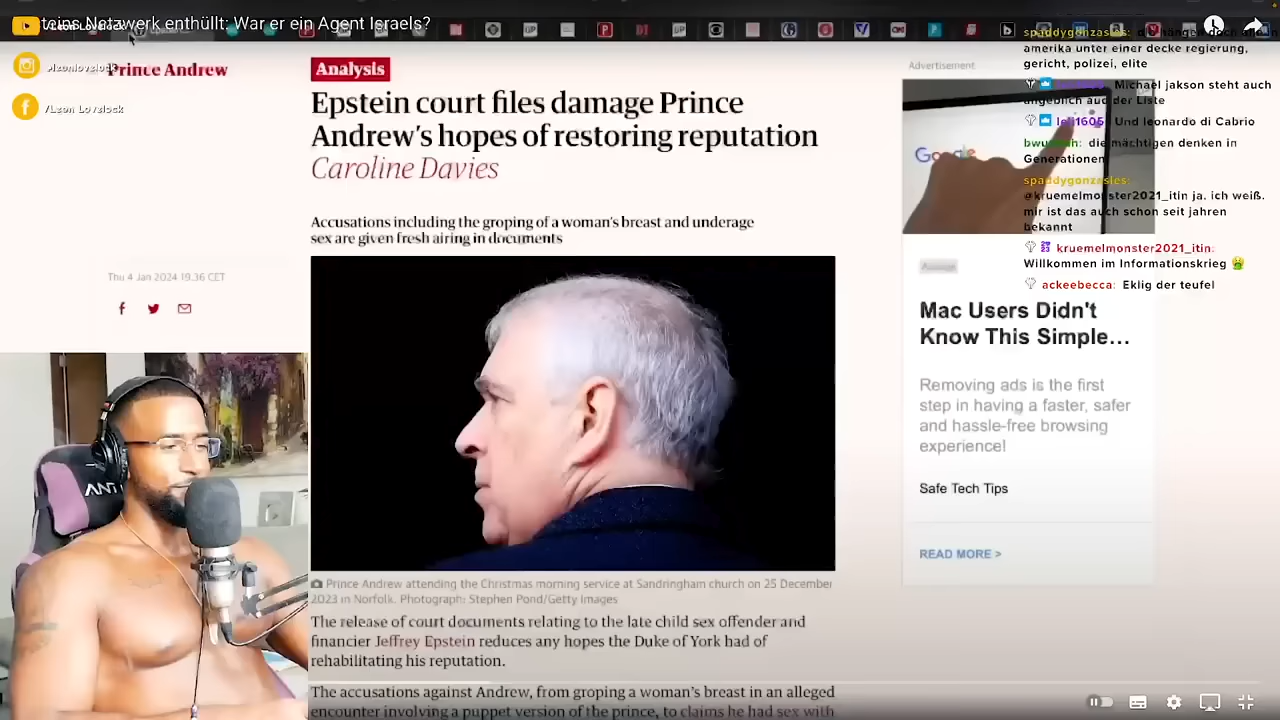 steins Netzwerk enthüllt: War er ein Agent Israels?
/Leon Lovelock
Prince Andrew
Thu 4 Jan 2024 19.36 CET
Analysis
Epstein court files damage Prince
Andrew's hopes of restoring reputation
Caroline Davies
Accusations including the groping of a woman's breast and underage
sex are given fresh airing in documents
Prince Andrew attending the Christmas morning service at Sandringham church on 25 December
2023 in Norfolk. Photograph: Stephen Pond/Getty Images
The release of court documents relating to the late child sex offender and
financier Jeffrey Epstein reduces any hopes the Duke of York had of
rehabilitating his reputation.
The accusations against Andrew, from groping a woman's breast in an alleged
encounter involving a puppet version of the prince, to claims he had sex with
ANT
Advertisement
Google
Mac Users Didn't
Know This Simple...
Removing ads is the first
step in having a faster, safer
and hassle-free browsing
experience!
Safe Tech Tips
READ MORE >
spaddygonzasles:
amerika unter einer decke regierung,
gericht, polizei, elite
Michael jakson steht auch
angeblich auf der Liste
Und leonardo di Cabrio
die mächtigen denken in
Generationen
spaddygonzasles:
@kruemelmonster2021_itin ja, ich weiß.
mir ist das auch schon seit jahren
bekannt
kruemelmonster2021_itin:
Willkommen im Informationskrieg
ackeebecca: Eklig der teufel